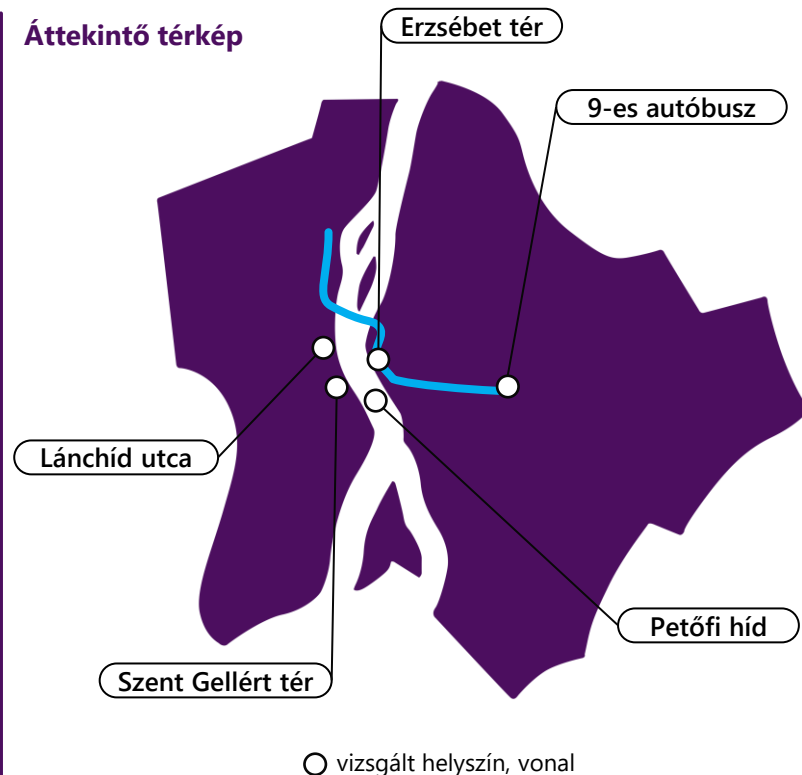 Áttekintő térkép
Erzsébet tér
9-es autóbusz
Lánchíd utca
Petőfi híd
Szent Gellért tér
vizsgált helyszín, vonal